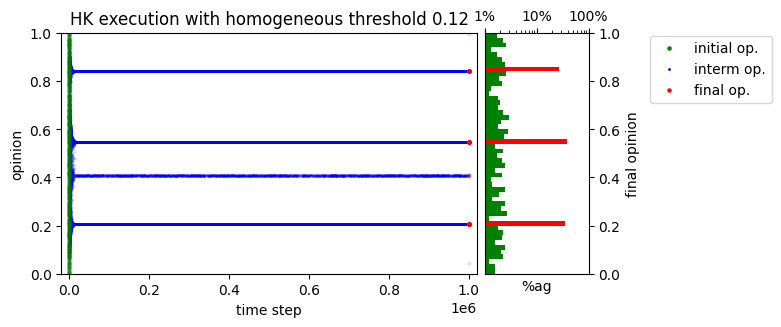 HK execution with homogeneous threshold 0.12
1% 10% 100%
1.0
0.8
0.6
0.4
0.2
0.0
opinion
0.0 0.2 0.4 0.6 0.8 1.0
1e6
time step
%ag
1.0
0.8
0.6
0.4
0.2
0.0
final opinion
initial op.
interm op.
final op.